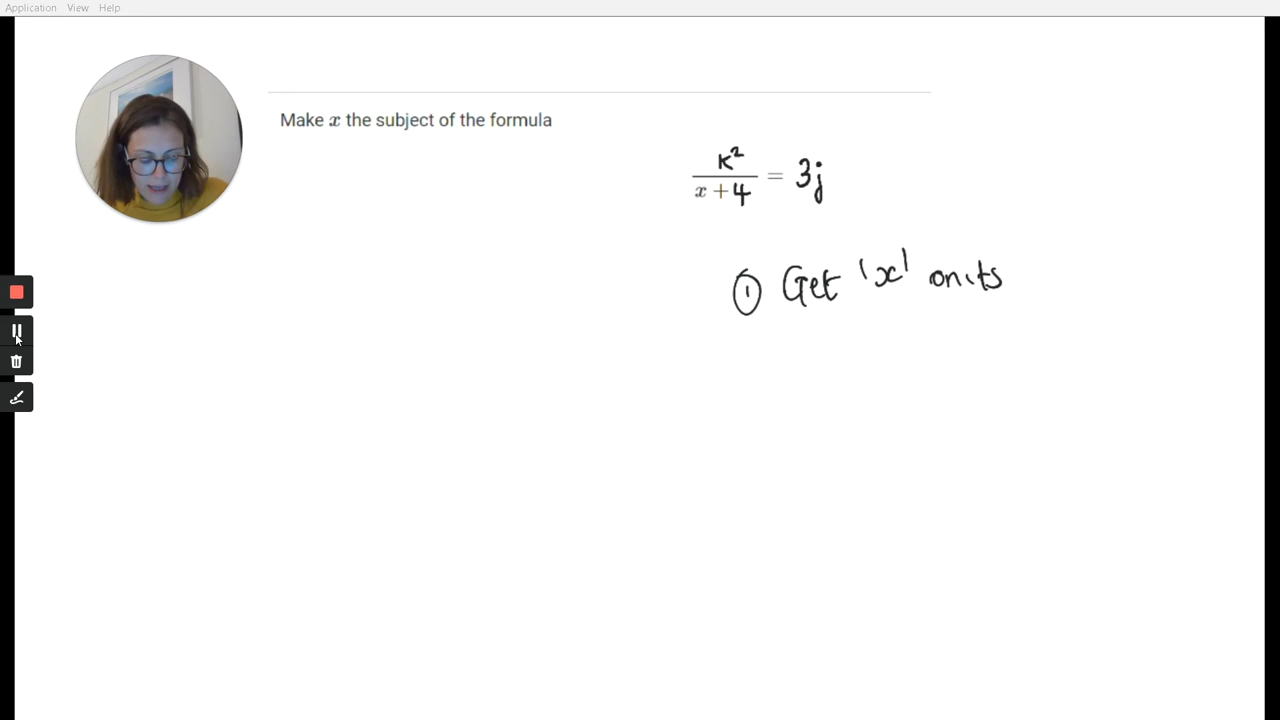 Application View Help
Make x the subject of the formula
k²
x + 4 = 3j
① Get 'x' on its